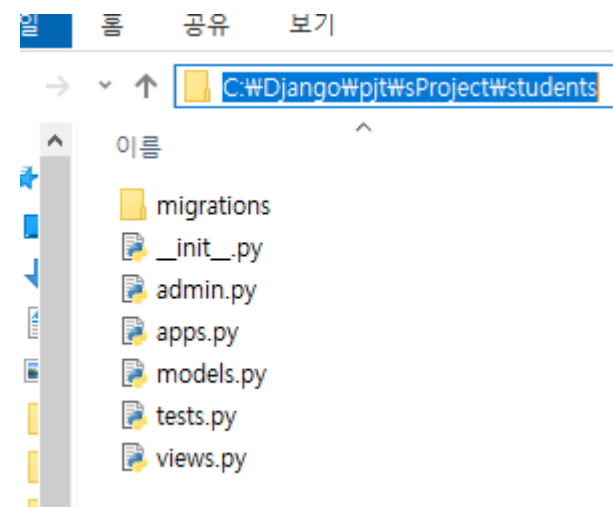 일 홈 공유 보기
C:₩Django₩pjt₩sProject₩students
이름
migrations
__init__.py
admin.py
apps.py
models.py
tests.py
views.py